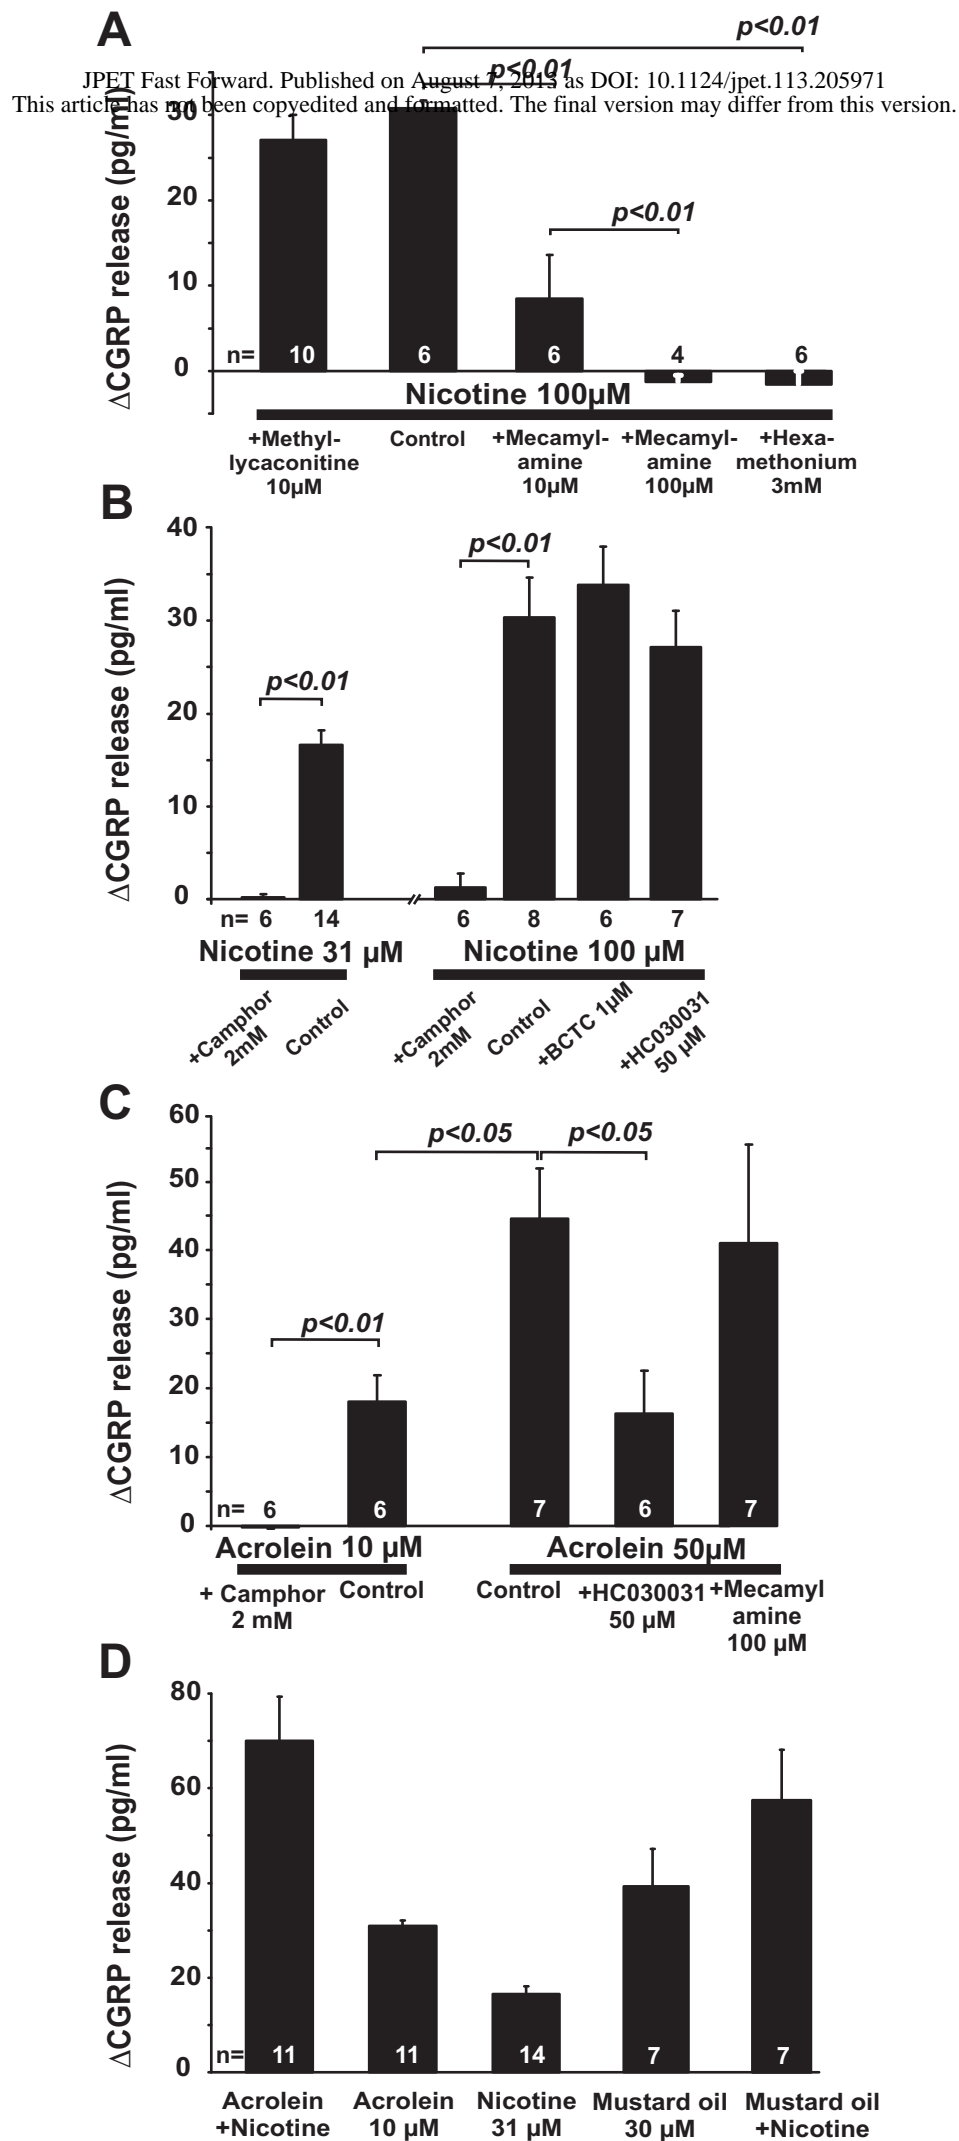 A
p<0.01
p<0.01
JPET Fast Forward. Published on August 7, 2013 as DOI: 10.1124/jpet.113.205971
This article has not been copyedited and formatted. The final version may differ from this version.
ΔCGRP release (pg/ml)
30
20
p<0.01
10
n= 10 6 6 4 6
0
Nicotine 100µM
+Methyl- Control +Mecamyl- +Mecamyl- +Hexa-
lycaconitine amine amine methonium
10µM 10µM 100µM 3mM
B
ΔCGRP release (pg/ml)
40
p<0.01
30
p<0.01
20
10
0
n= 6 14 6 8 6 7
Nicotine 31 µM Nicotine 100 µM
+Camphor
2mM
Control
+Camphor
2mM
Control
+BCTC 1µM
+HC030031
50 µM
C
ΔCGRP release (pg/ml)
60
p<0.05 p<0.05
50
40
30
p<0.01
20
10
n= 6 6 7 6 7
0
Acrolein 10 µM Acrolein 50µM
+ Camphor Control Control +HC030031 +Mecamyl
2 mM 50 µM amine
100 µM
D
ΔCGRP release (pg/ml)
80
60
40
20
n= 11 11 14 7 7
0
Acrolein Acrolein Nicotine Mustard oil Mustard oil
+Nicotine 10 µM 31 µM 30 µM +Nicotine